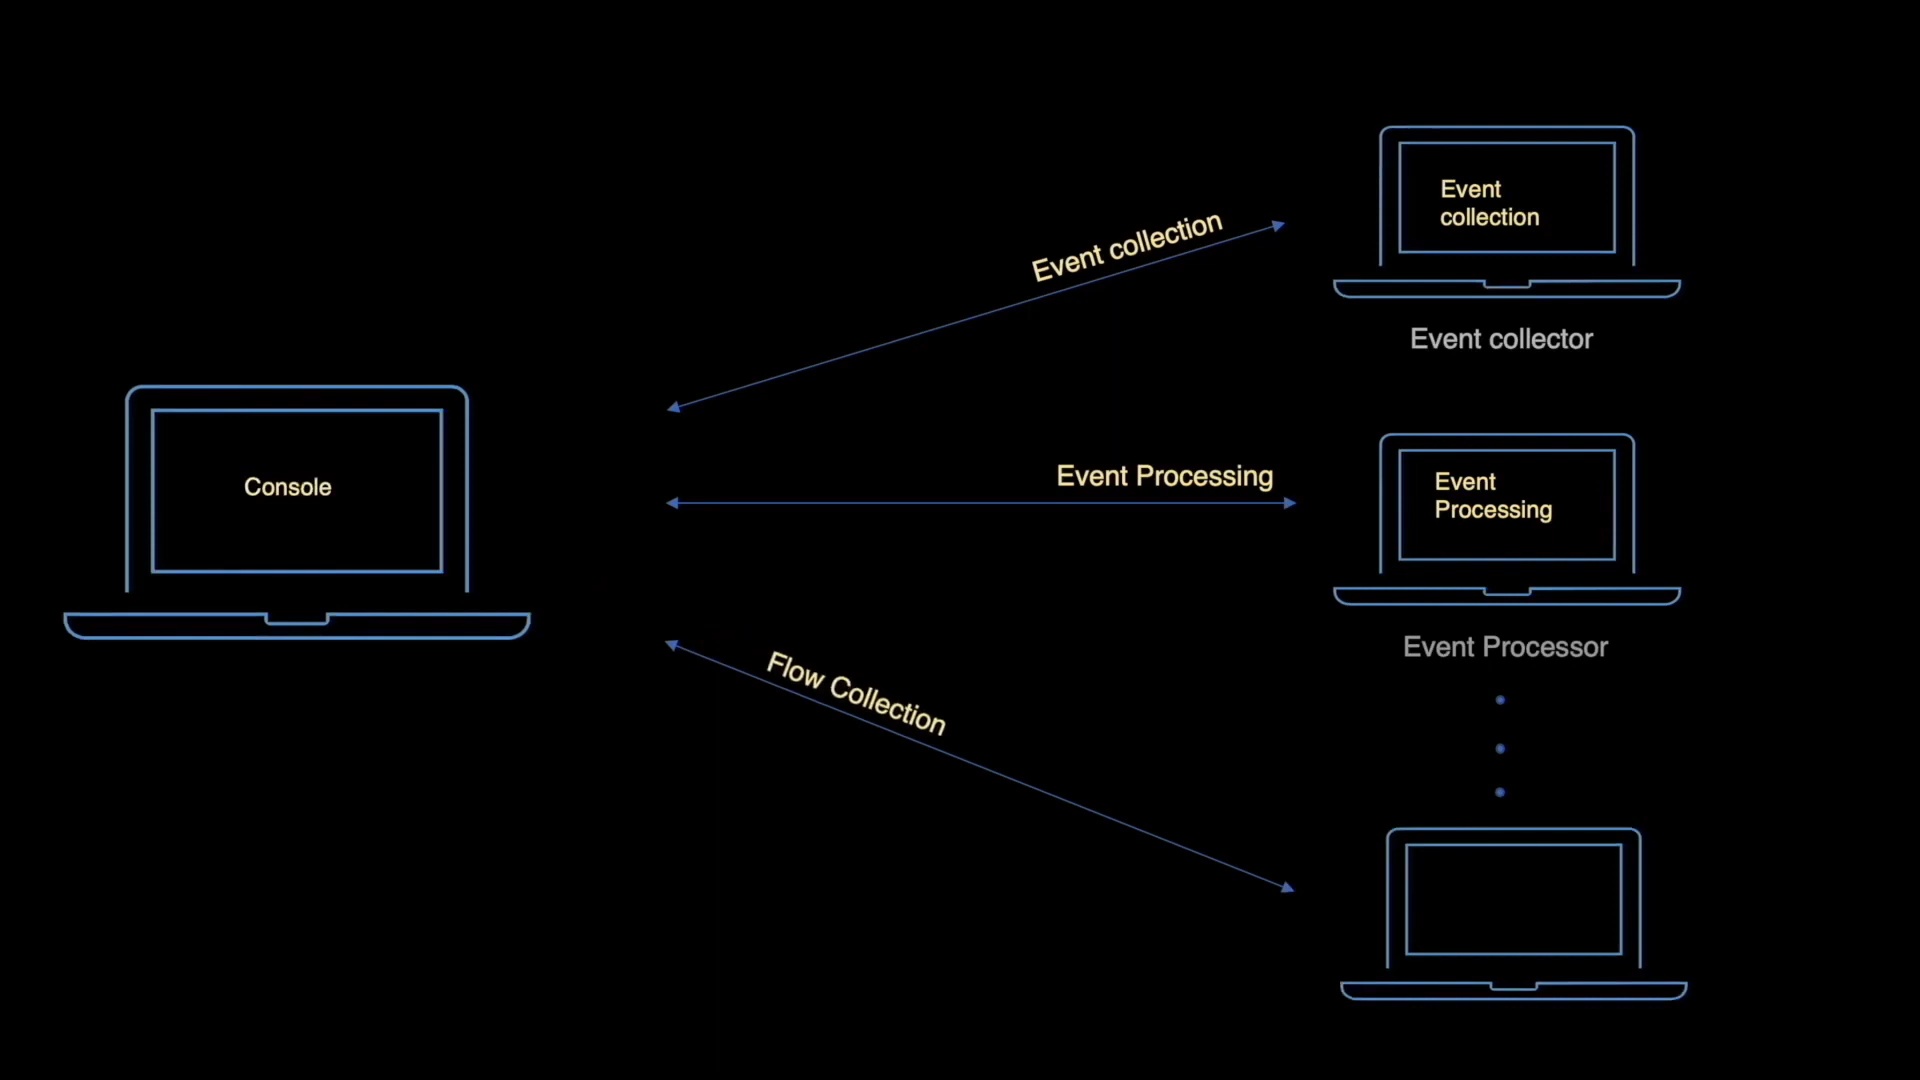 Event
collection
Event collection
Event collector
Console
Event Processing
Event
Processing
Event Processor
Flow Collection